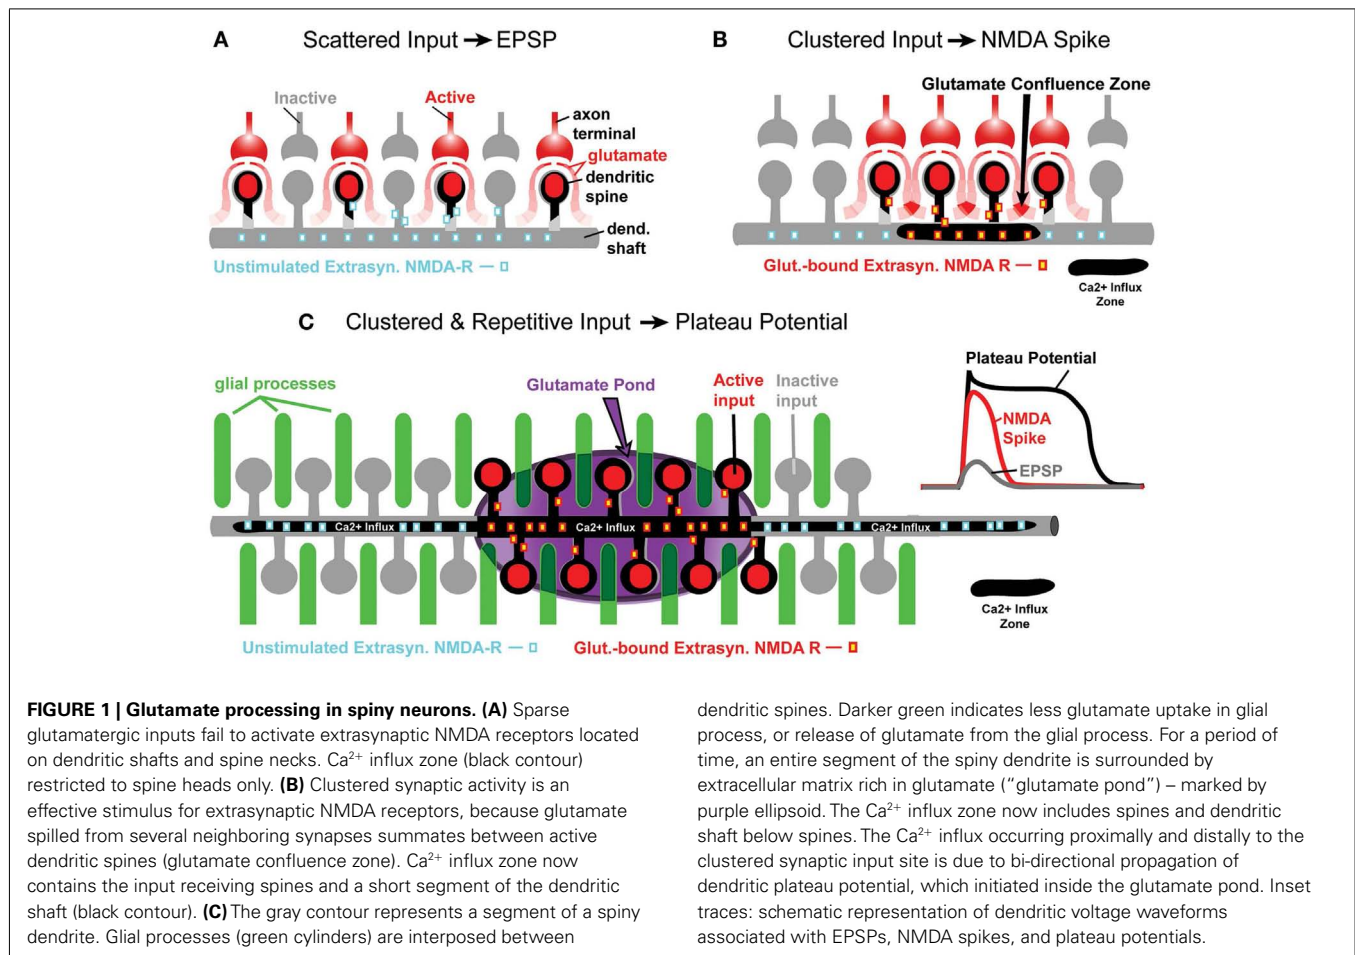 A Scattered Input → EPSP
B Clustered Input → NMDA Spike
Inactive
Active
axon
terminal
glutamate
dendritic
spine
dend.
shaft
Unstimulated Extrasyn. NMDA-R —
Glutamate Confluence Zone
Glut.-bound Extrasyn. NMDA R —
Ca2+ Influx
Zone
C Clustered & Repetitive Input → Plateau Potential
glial processes
Glutamate Pond
Active
input
Inactive
input
Plateau Potential
NMDA
Spike
EPSP
Ca2+ Influx
Ca2+ Influx
Ca2+ Influx
Ca2+ Influx
Zone
Unstimulated Extrasyn. NMDA-R —
Glut.-bound Extrasyn. NMDA R —
FIGURE 1 | Glutamate processing in spiny neurons. (A) Sparse
glutamatergic inputs fail to activate extrasynaptic NMDA receptors located
on dendritic shafts and spine necks. Ca2+ influx zone (black contour)
restricted to spine heads only. (B) Clustered synaptic activity is an
effective stimulus for extrasynaptic NMDA receptors, because glutamate
spilled from several neighboring synapses summates between active
dendritic spines (glutamate confluence zone). Ca2+ influx zone now
contains the input receiving spines and a short segment of the dendritic
shaft (black contour). (C) The gray contour represents a segment of a spiny
dendrite. Glial processes (green cylinders) are interposed between
dendritic spines. Darker green indicates less glutamate uptake in glial
process, or release of glutamate from the glial process. For a period of
time, an entire segment of the spiny dendrite is surrounded by
extracellular matrix rich in glutamate (“glutamate pond”) – marked by
purple ellipsoid. The Ca2+ influx zone now includes spines and dendritic
shaft below spines. The Ca2+ influx occurring proximally and distally to the
clustered synaptic input site is due to bi-directional propagation of
dendritic plateau potential, which initiated inside the glutamate pond. Inset
traces: schematic representation of dendritic voltage waveforms
associated with EPSPs, NMDA spikes, and plateau potentials.